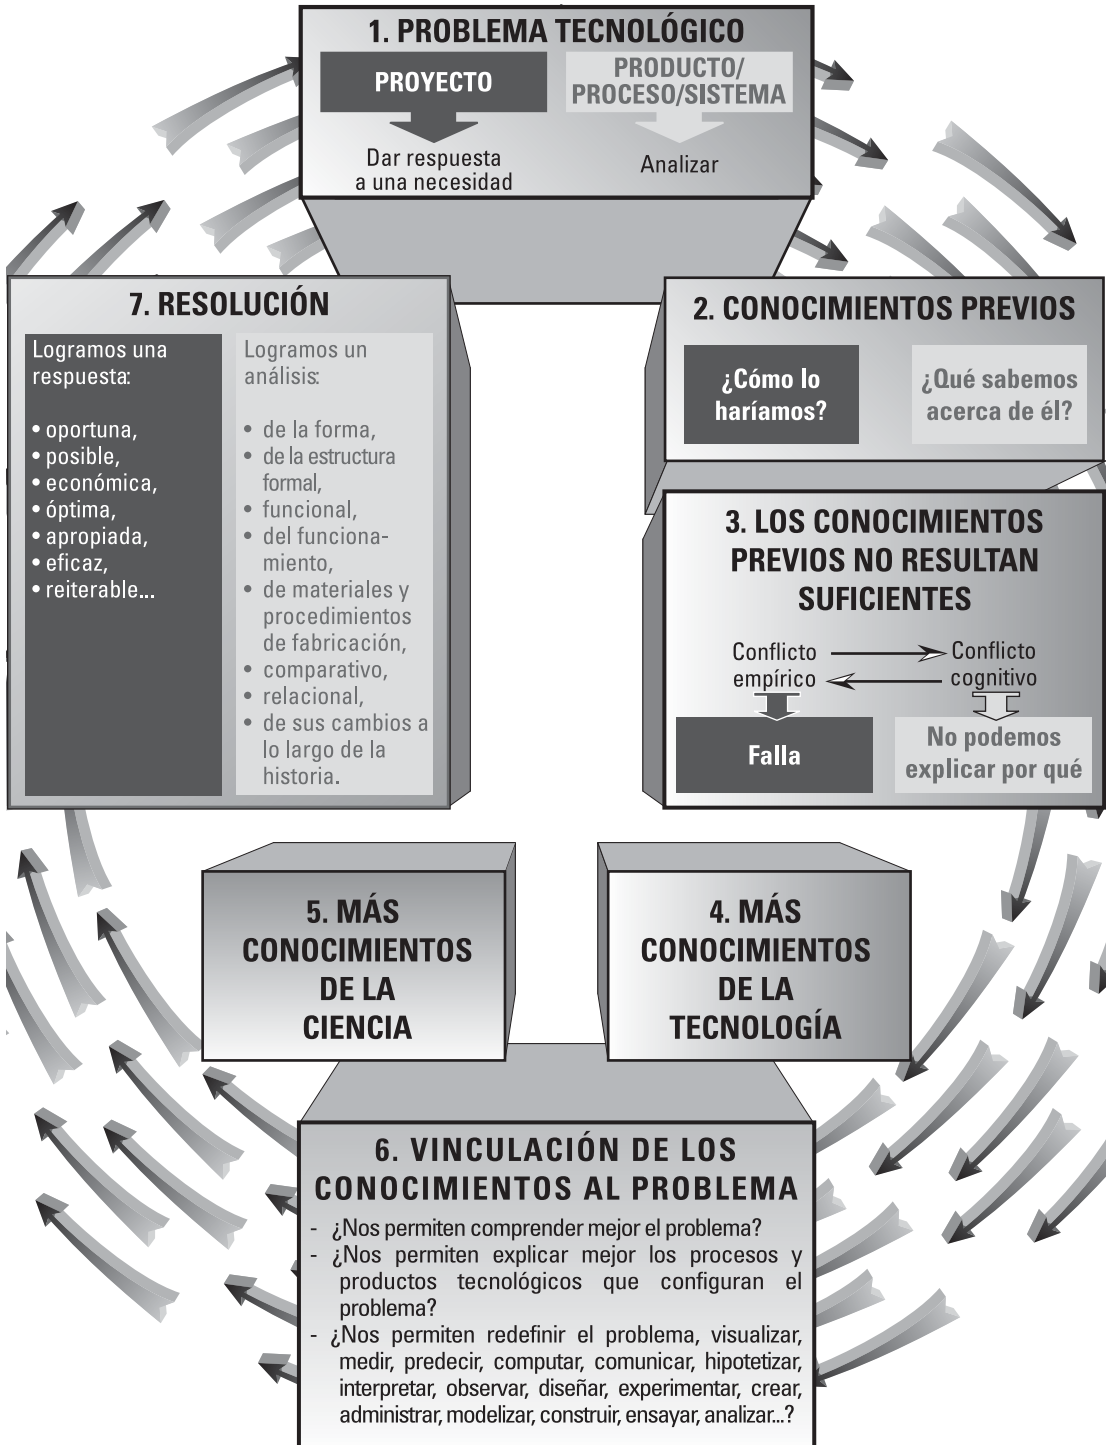 1. PROBLEMA TECNOLÓGICO
PROYECTO
Dar respuesta
a una necesidad
PRODUCTO/
PROCESO/SISTEMA
Analizar
2. CONOCIMIENTOS PREVIOS
¿Cómo lo
haríamos?
¿Qué sabemos
acerca de él?
3. LOS CONOCIMIENTOS
PREVIOS NO RESULTAN
SUFICIENTES
Conflicto
empírico
Conflicto
cognitivo
Falla
No podemos
explicar por qué
4. MÁS
CONOCIMIENTOS
DE LA
TECNOLOGÍA
5. MÁS
CONOCIMIENTOS
DE LA
CIENCIA
6. VINCULACIÓN DE LOS
CONOCIMIENTOS AL PROBLEMA
- ¿Nos permiten comprender mejor el problema?
- ¿Nos permiten explicar mejor los procesos y
productos tecnológicos que configuran el
problema?
- ¿Nos permiten redefinir el problema, visualizar,
medir, predecir, computar, comunicar, hipotetizar,
interpretar, observar, diseñar, experimentar, crear,
administrar, modelizar, construir, ensayar, analizar...?
7. RESOLUCIÓN
Logramos una
respuesta:
• oportuna,
• posible,
• económica,
• óptima,
• apropiada,
• eficaz,
• reiterable...
Logramos un
análisis:
• de la forma,
• de la estructura
formal,
• funcional,
• del funciona-
miento,
• de materiales y
procedimientos
de fabricación,
• comparativo,
• relacional,
• de sus cambios a
lo largo de la
historia.